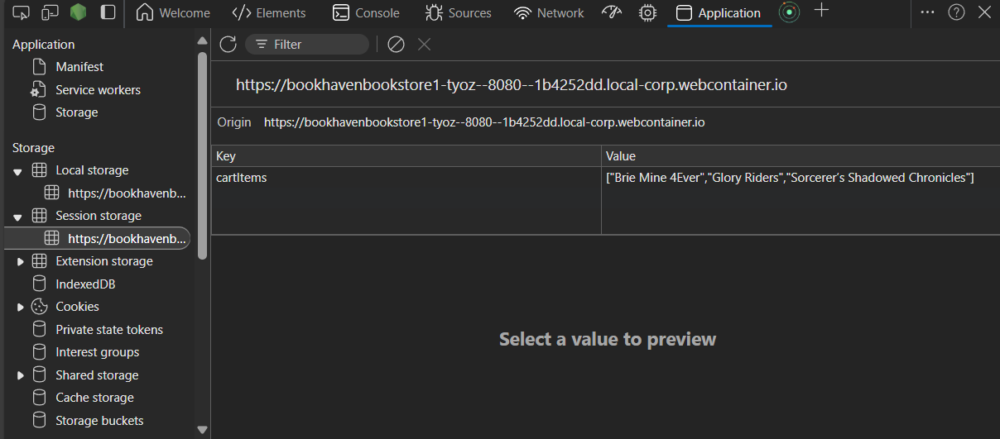 Welcome Elements Console Sources Network Application
Application
Manifest
Service workers
Storage
Storage
Local storage
https://bookhavenb...
Session storage
https://bookhavenb...
Extension storage
IndexedDB
Cookies
Private state tokens
Interest groups
Shared storage
Cache storage
Storage buckets
Filter
https://bookhavenbookstore1-tyoz--8080--1b4252dd.local-corp.webcontainer.io
Origin https://bookhavenbookstore1-tyoz--8080--1b4252dd.local-corp.webcontainer.io
Key Value
cartItems ["Brie Mine 4Ever","Glory Riders","Sorcerer’s Shadowed Chronicles"]
Select a value to preview